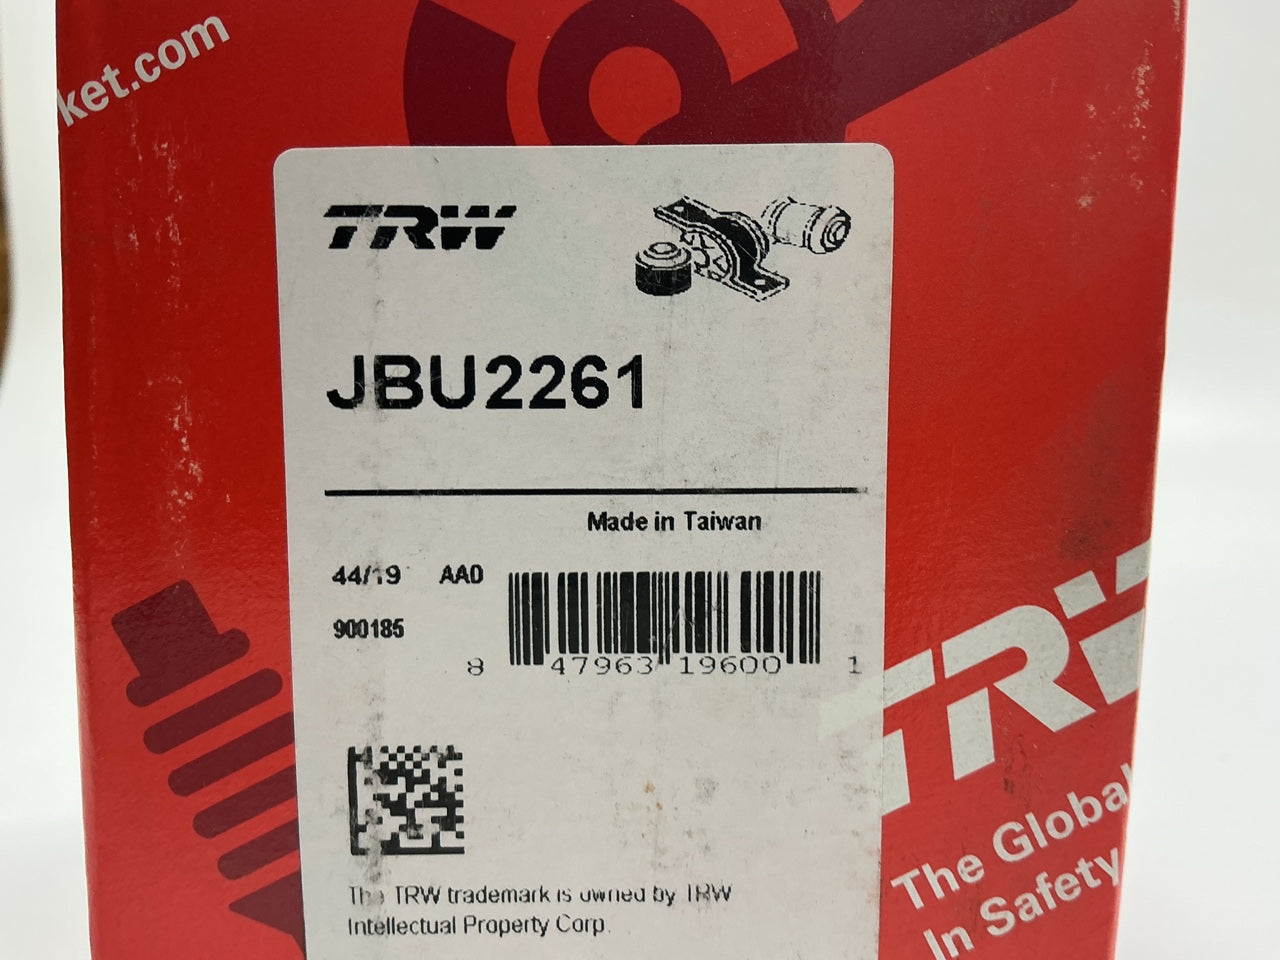 ket.com
TRW
JBU2261
Made in Taiwan
44/19 AA0
900185
8 47963 19600 1
The TRW trademark is owned by TRW
Intellectual Property Corp.
TRW
The Global
In Safety